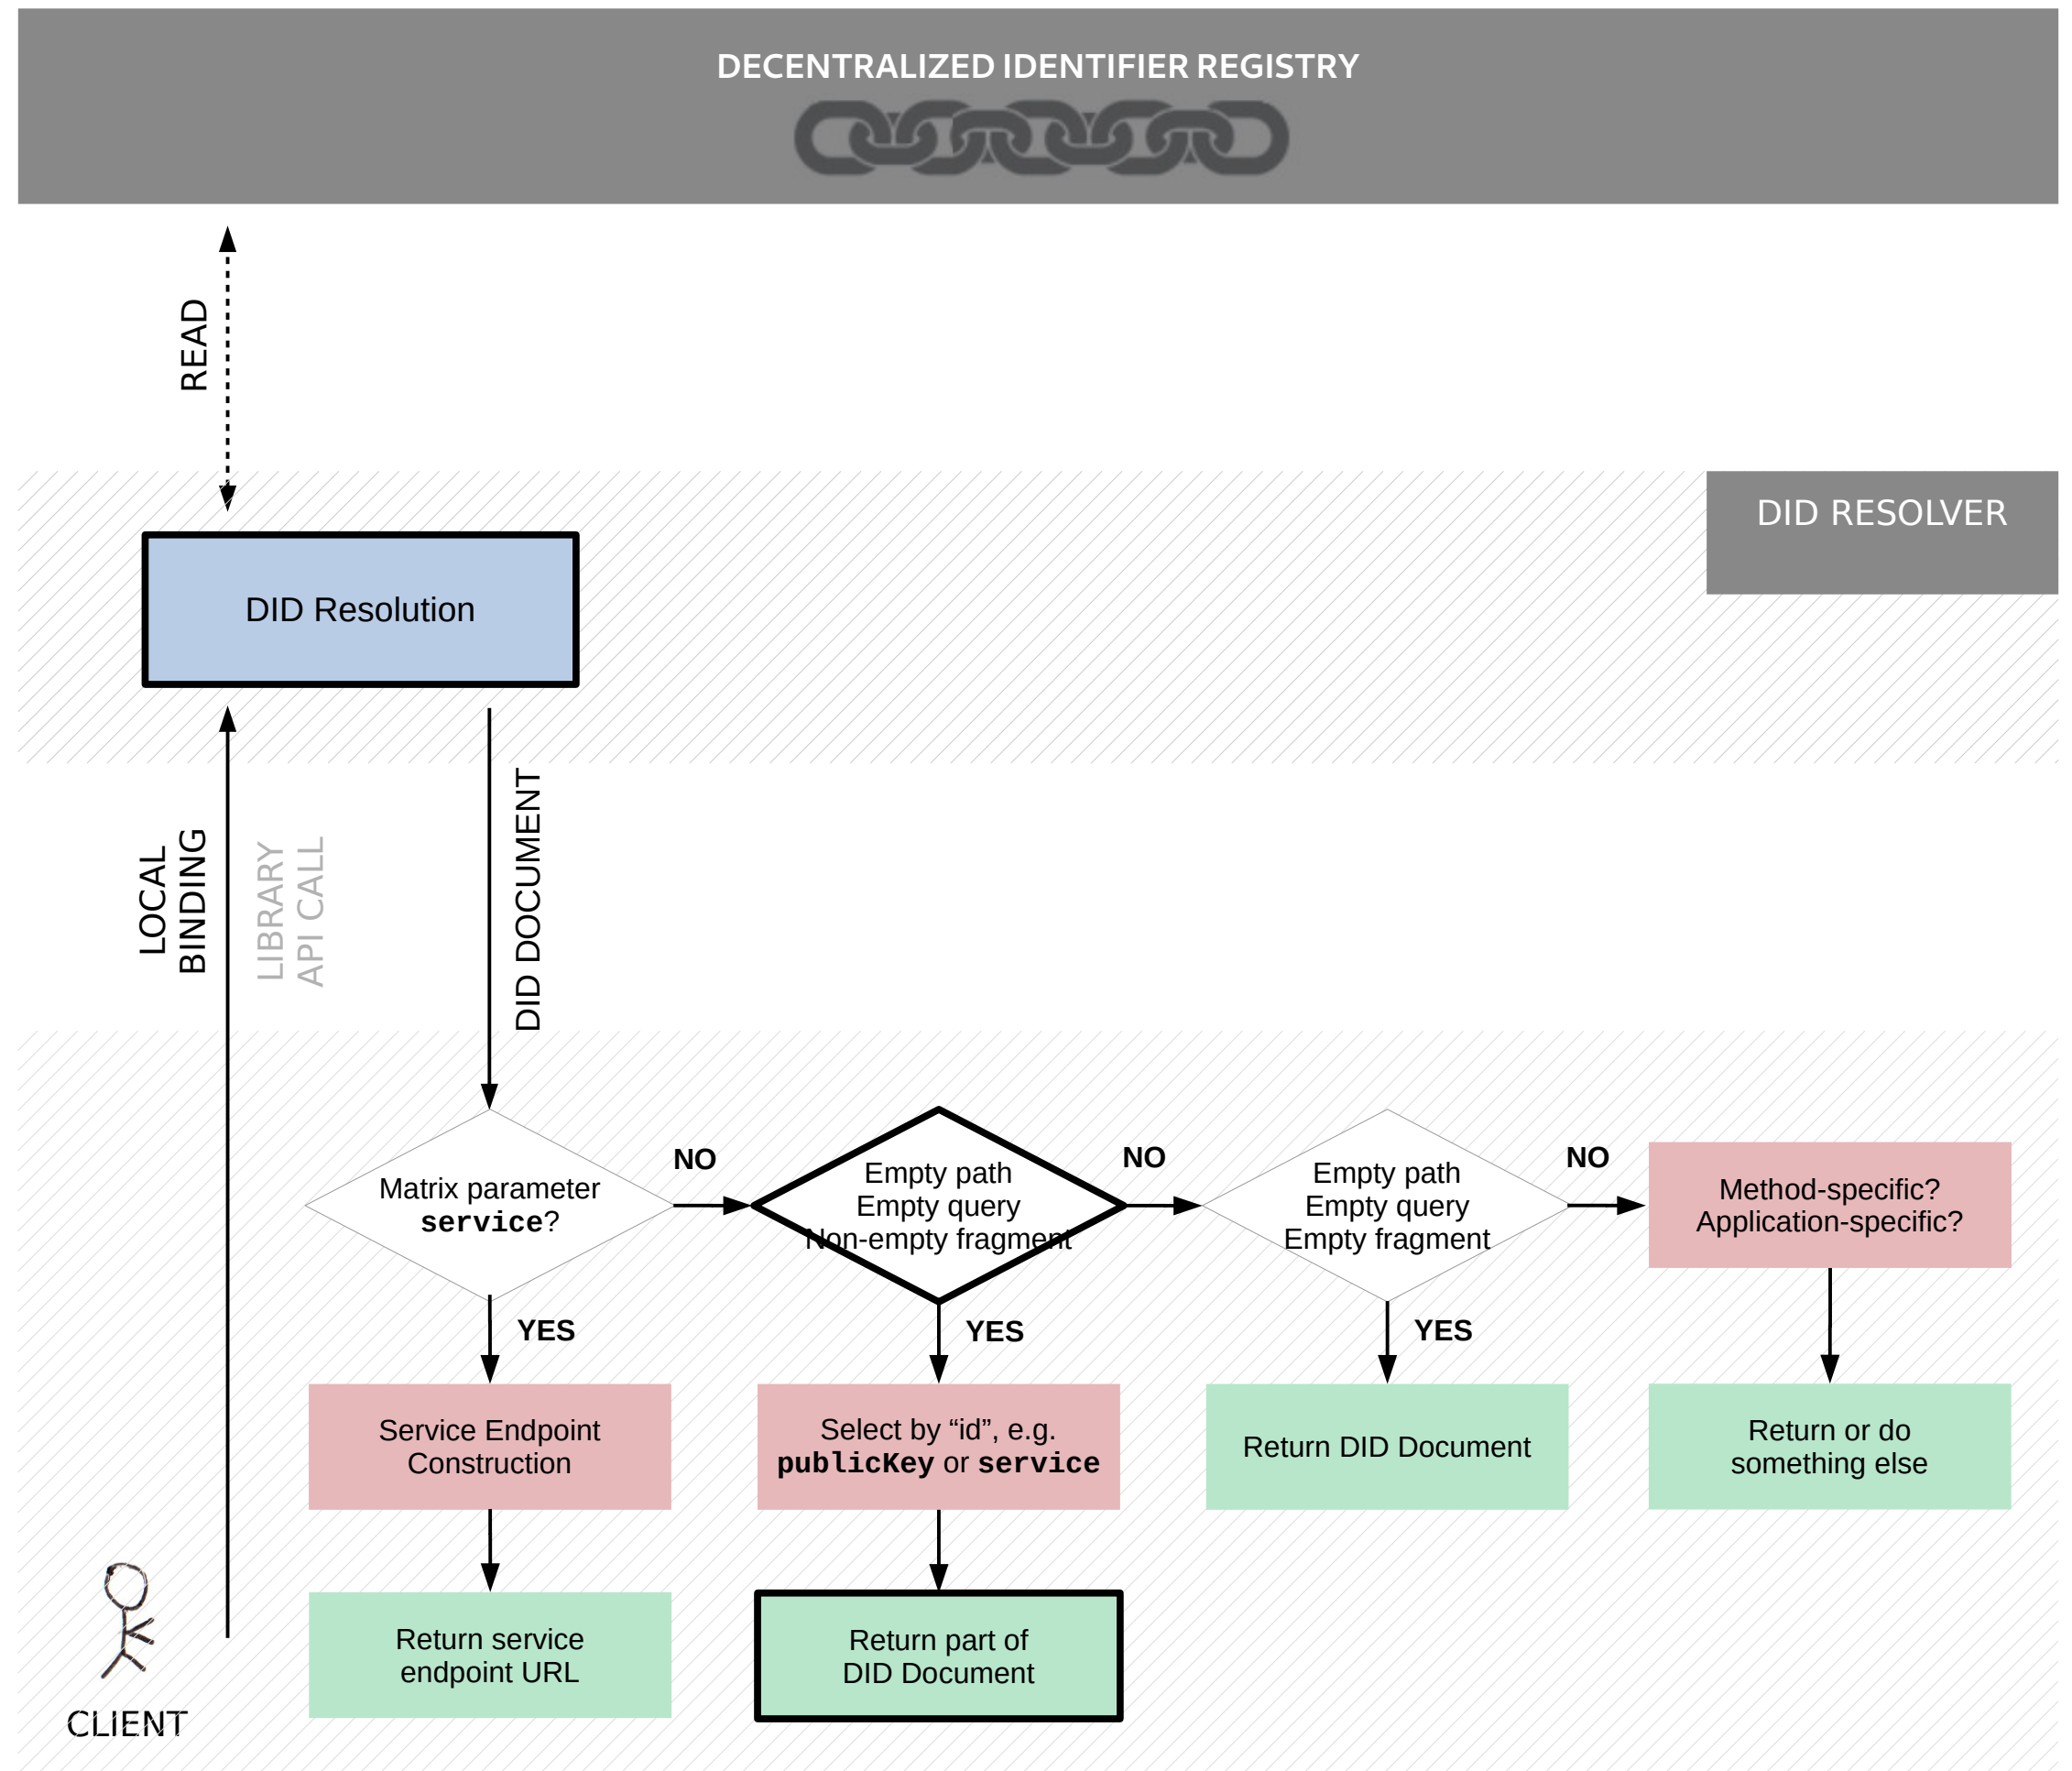 DECENTRALIZED IDENTIFIER REGISTRY
READ
DID RESOLVER
DID Resolution
LOCAL
BINDING
LIBRARY
API CALL
DID DOCUMENT
Matrix parameter
service?
NO
Empty path
Empty query
Non-empty fragment
NO
Empty path
Empty query
Empty fragment
NO
Method-specific?
Application-specific?
YES
YES
YES
Service Endpoint
Construction
Select by “id”, e.g.
publicKey or service
Return DID Document
Return or do
something else
Return service
endpoint URL
Return part of
DID Document
CLIENT